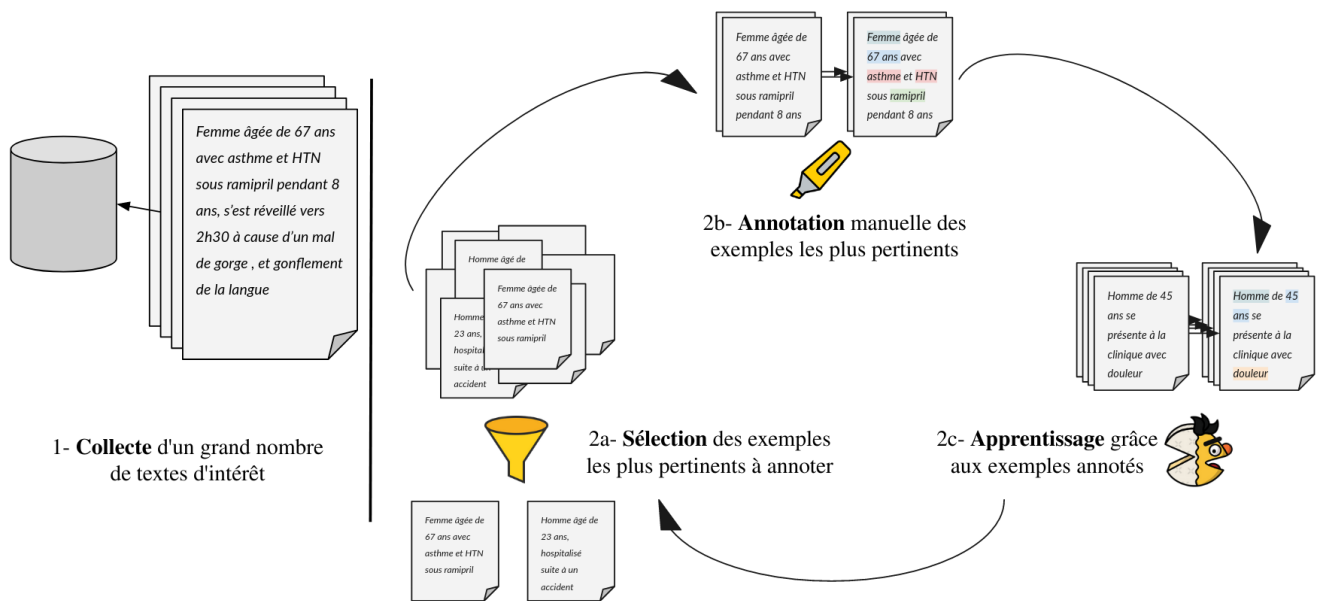 Femme âgée de 67 ans
avec asthme et HTN
sous ramipril pendant 8
ans, s'est réveillé vers
2h30 à cause d'un mal
de gorge , et gonflement
de la langue
1- Collecte d'un grand nombre
de textes d'intérêt
Homme âgé de
Femme âgée de
67 ans avec
asthme et HTN
sous ramipril
Homme
23 ans,
hospital
suite à un
accident
2a- Sélection des exemples
les plus pertinents à annoter
Femme âgée de
67 ans avec
asthme et HTN
sous ramipril
Homme âgé de
23 ans,
hospitalisé
suite à un
accident
Femme âgée de
67 ans avec
asthme et HTN
sous ramipril
pendant 8 ans
Femme âgée de
67 ans avec
asthme et HTN
sous ramipril
pendant 8 ans
2b- Annotation manuelle des
exemples les plus pertinents
Homme de 45
ans se
présente à la
clinique avec
douleur
Homme de 45
ans se
présente à la
clinique avec
douleur
2c- Apprentissage grâce
aux exemples annotés